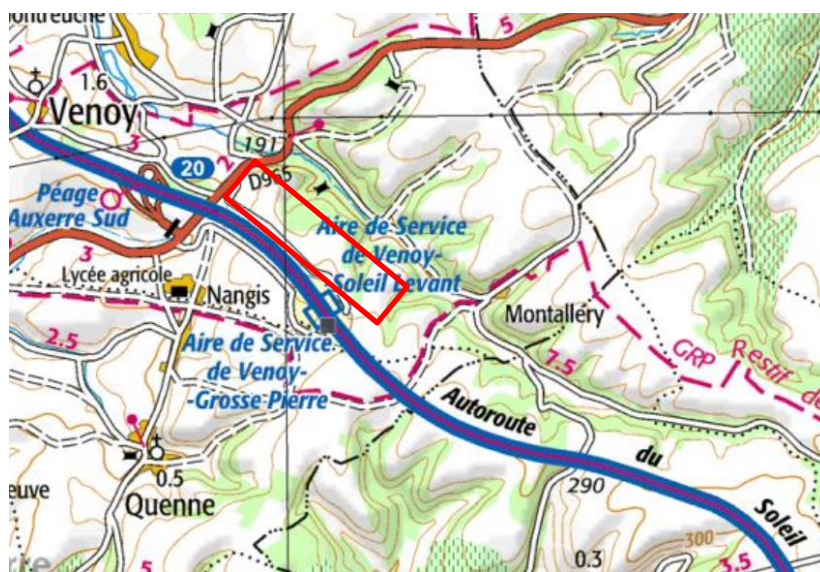 5
1.6
Venoy
3
191
20
2
D965
Péage
Auxerre Sud
3
Aire de Service
de Venoy-
Soleil Levant
Lycée agricole
Nangis
2.5
Montallery
GRP Restif de
7.5
Aire de Service
de Venoy-
-Grosse Pierre
Autoroute du Soleil
290
0.5
Quenne
300
0.3
3.5
5